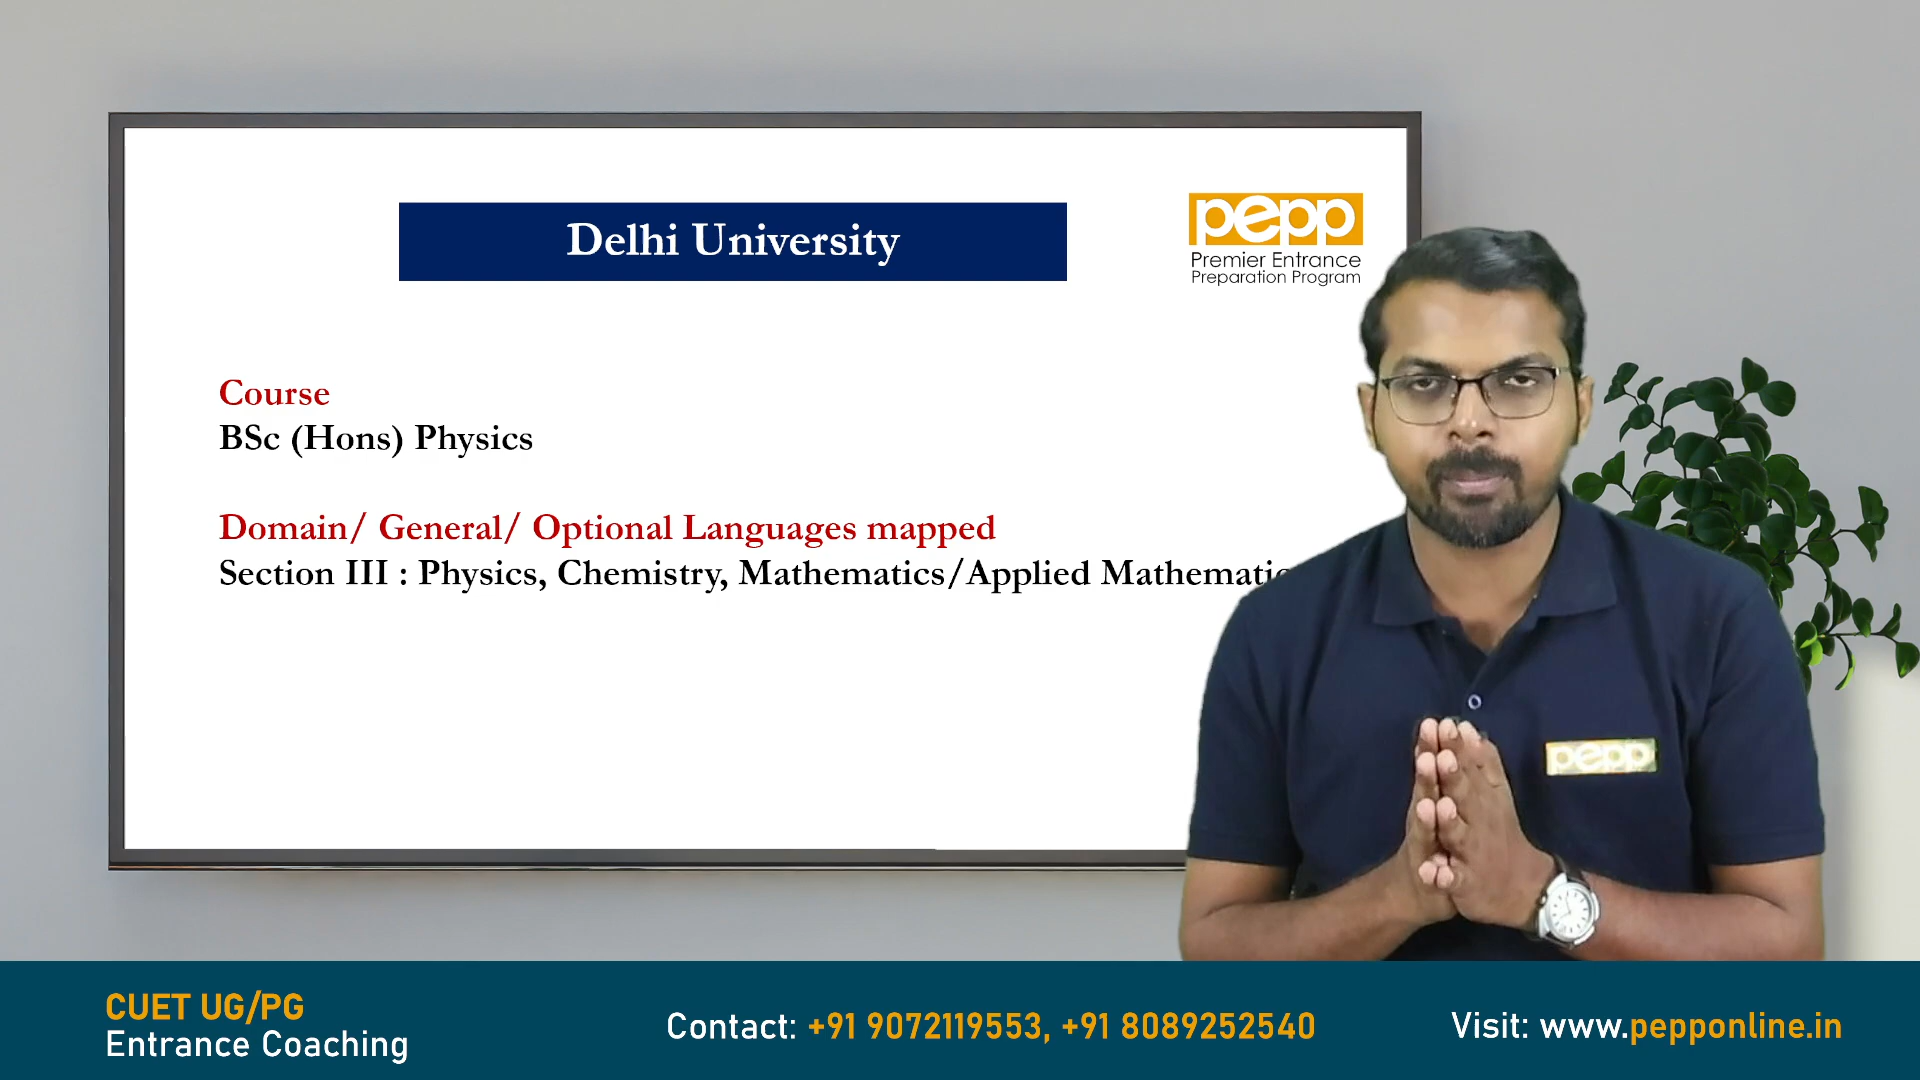 Delhi University
pepp
Premier Entrance
Preparation Program
Course
BSc (Hons) Physics
Domain/ General/ Optional Languages mapped
Section III : Physics, Chemistry, Mathematics/Applied
pepp
CUET UG/PG
Entrance Coaching
Contact: +91 9072119553, +91 8089252540
Visit: www.pepponline.in